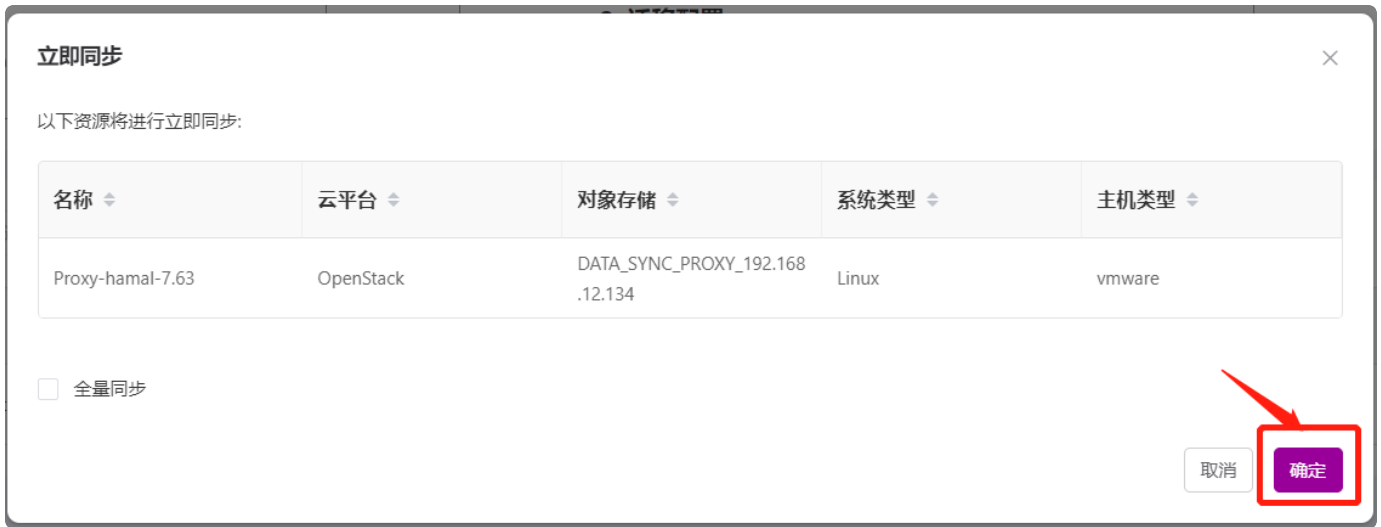 立即同步
以下资源将进行立即同步:
名称 云平台 对象存储 系统类型 主机类型
Proxy-hamal-7.63 OpenStack DATA_SYNC_PROXY_192.168 Linux vmware
.12.134
全量同步
取消 确定